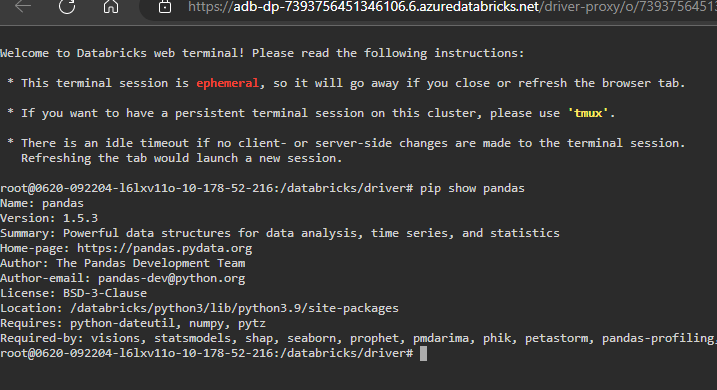 https://adb-dp-7393756451346106.6.azuredatabricks.net/driver-proxy/o/73937564513
Welcome to Databricks web terminal! Please read the following instructions:
* This terminal session is ephemeral, so it will go away if you close or refresh the browser tab.
* If you want to have a persistent terminal session on this cluster, please use 'tmux'.
* There is an idle timeout if no client- or server-side changes are made to the terminal session.
Refreshing the tab would launch a new session.
root@0620-092204-l6lxv11o-10-178-52-216:/databricks/driver# pip show pandas
Name: pandas
Version: 1.5.3
Summary: Powerful data structures for data analysis, time series, and statistics
Home-page: https://pandas.pydata.org
Author: The Pandas Development Team
Author-email: pandas-dev@python.org
License: BSD-3-Clause
Location: /databricks/python3/lib/python3.9/site-packages
Requires: python-dateutil, numpy, pytz
Required-by: visions, statsmodels, shap, seaborn, prophet, pmdarima, phik, petastorm, pandas-profiling,
root@0620-092204-l6lxv11o-10-178-52-216:/databricks/driver#